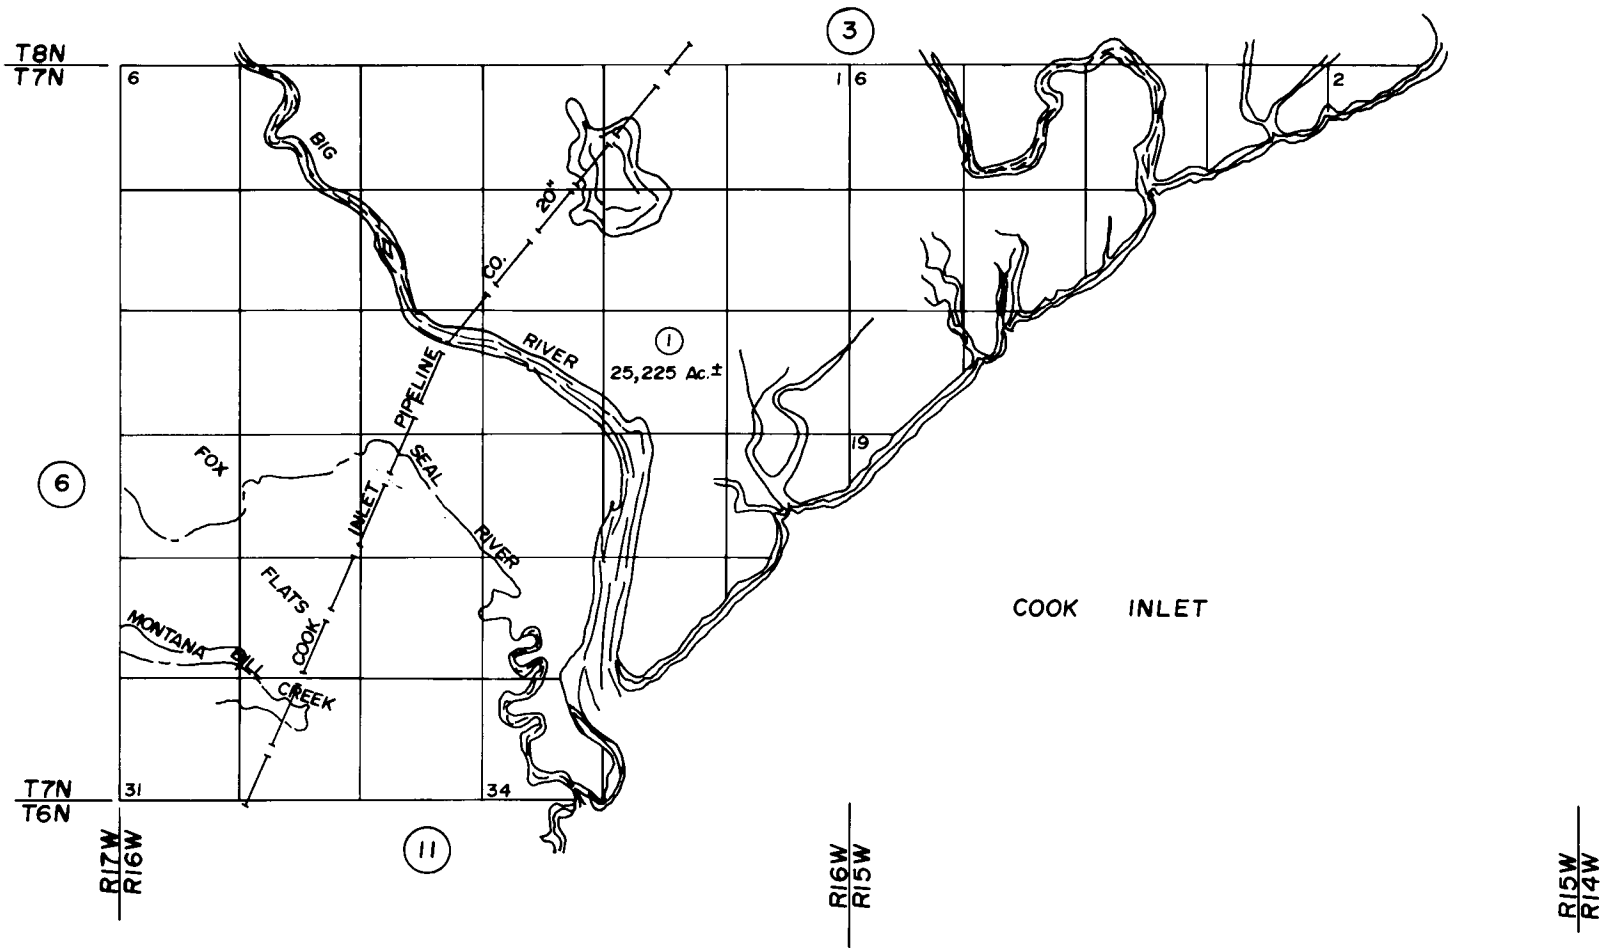 3
T8N
T7N
6
1
6
2
BIG
20"
CO.
RIVER
1
25,225 Ac.±
PIPELINE
FOX
SEAL
19
6
INLET
RIVER
FLATS
COOK INLET
MONTANA
COOK
BILL
CREEK
T7N
T6N
31
34
11
R17W
R16W
R16W
R15W
R15W
R14W